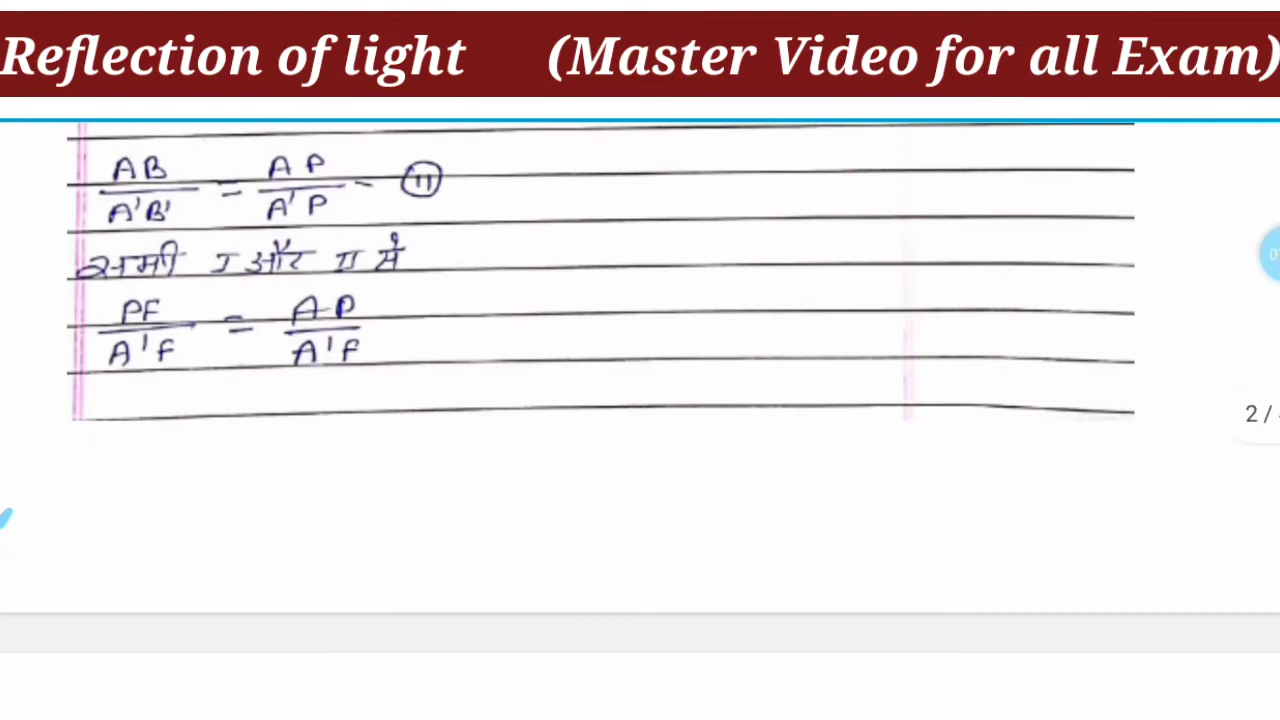 Reflection of light (Master Video for all Exam)
AB/A'B' = AP/A'P - (II)
समी I और II से
PF/A'F = AP/A'F
2 /